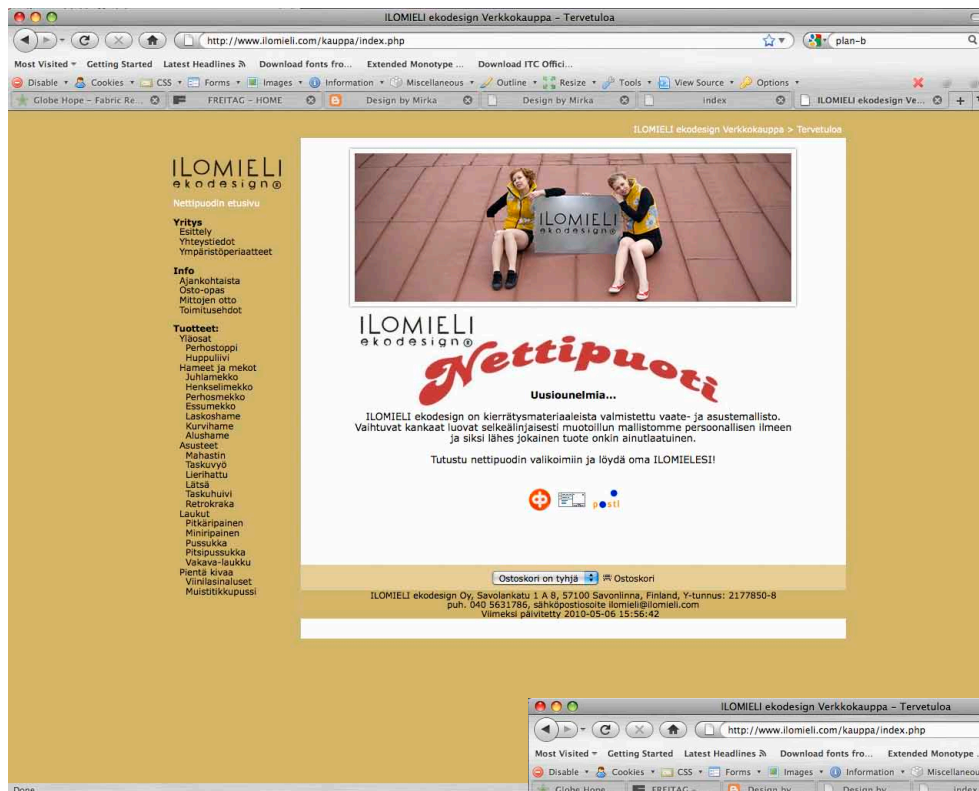 ILOMIELI ekodesign Verkkokauppa – Tervetuloa
http://www.ilomieli.com/kauppa/index.php
plan-b
Most Visited
Getting Started
Latest Headlines
Download fonts fro...
Extended Monotype ...
Download ITC Offici...
Disable
Cookies
CSS
Forms
Images
Information
Miscellaneous
Outline
Resize
Tools
View Source
Options
Globe Hope – Fabric Re...
FREITAG – HOME
Design by Mirka
Design by Mirka
index
ILOMIELI ekodesign Ve...
ILOMIELI ekodesign Verkkokauppa > Tervetuloa
ILOMIELI
ekodesign®
Nettipuodin etusivu
Yritys
Esittely
Yhteystiedot
Ympäristöperiaatteet
Info
Ajankohtaista
Osto-opas
Mittojen otto
Toimitusehdot
Tuotteet:
Yläosat
Perhostoppi
Huppuliivi
Hameet ja mekot
Juhlamekko
Henkselimekko
Perhosmekko
Essumekko
Laskoshame
Kurvihame
Alushame
Asusteet
Mahastin
Taskuvyö
Lierihattu
Lätsä
Taskuhuivi
Retrokraka
Laukut
Pitkäripainen
Miniripainen
Pussukka
Pitsipussukka
Vakava-laukku
Pientä kivaa
Viinilasinaluset
Muistitikkupussi
ILOMIELI
ekodesign®
ILOMIELI
ekodesign®
Nettipuoti
Uusiounelmia...
ILOMIELI ekodesign on kierrätysmateriaaleista valmistettu vaate- ja asustemallisto.
Vaihtuvat kankaat luovat selkeälinjaisesti muotoillun mallistomme persoonallisen ilmeen
ja siksi lähes jokainen tuote onkin ainutlaatuinen.
Tutustu nettipuodin valikoimiin ja löydä oma ILOMIELESI!
posti
Ostoskori on tyhjä
Ostoskori
ILOMIELI ekodesign Oy, Savolankatu 1 A 8, 57100 Savonlinna, Finland, Y-tunnus: 2177850-8
puh. 040 5631786, sähköpostiosoite ilomieli@ilomieli.com
Viimeksi päivitetty 2010-05-06 15:56:42
Done
ILOMIELI ekodesign Verkkokauppa – Tervetuloa
http://www.ilomieli.com/kauppa/index.php
Most Visited
Getting Started
Latest Headlines
Download fonts fro...
Extended Monotype
Disable
Cookies
CSS
Forms
Images
Information
Miscellaneou
Globe Hope
FREITAG –
Design by
Design by
index